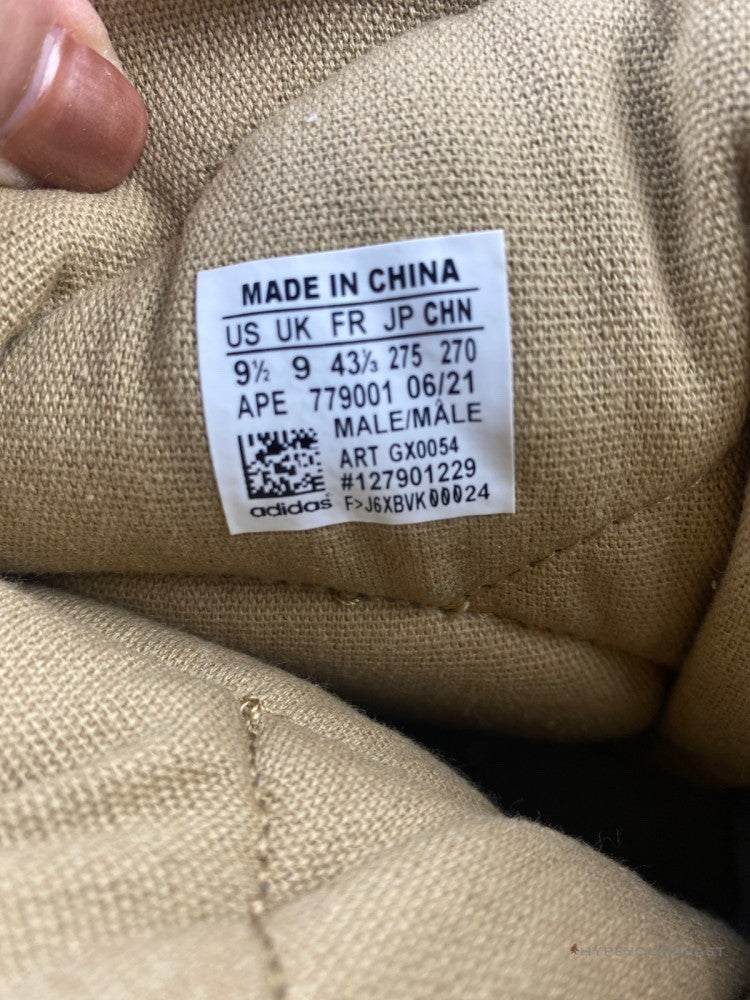 MADE IN CHINA
US UK FR JP CHN
9½ 9 43⅓ 275 270
APE 779001 06/21
MALE/MÂLE
ART GX0054
#127901229
adidas F>J6XBVK00024